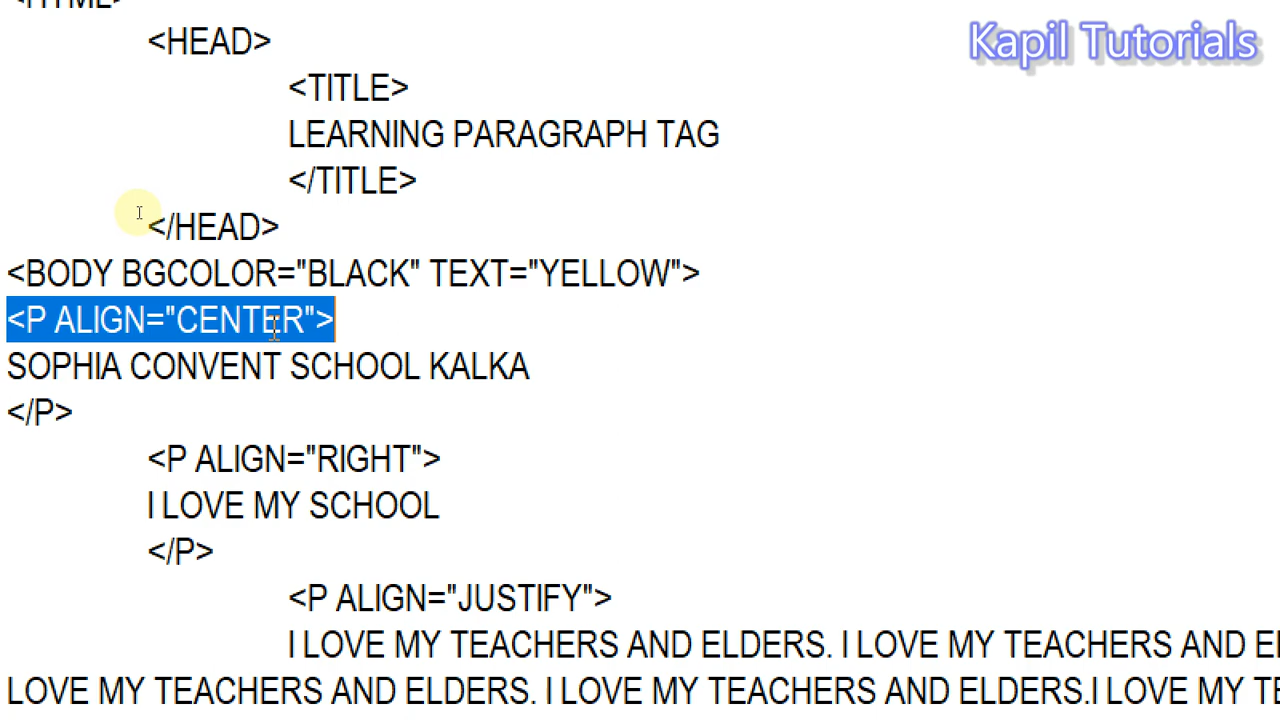 <HTML>
<HEAD>
Kapil Tutorials
<TITLE>
LEARNING PARAGRAPH TAG
</TITLE>
</HEAD>
<BODY BGCOLOR="BLACK" TEXT="YELLOW">
<P ALIGN="CENTER">
SOPHIA CONVENT SCHOOL KALKA
</P>
<P ALIGN="RIGHT">
I LOVE MY SCHOOL
</P>
<P ALIGN="JUSTIFY">
I LOVE MY TEACHERS AND ELDERS. I LOVE MY TEACHERS AND
LOVE MY TEACHERS AND ELDERS. I LOVE MY TEACHERS AND ELDERS.I LOVE MY